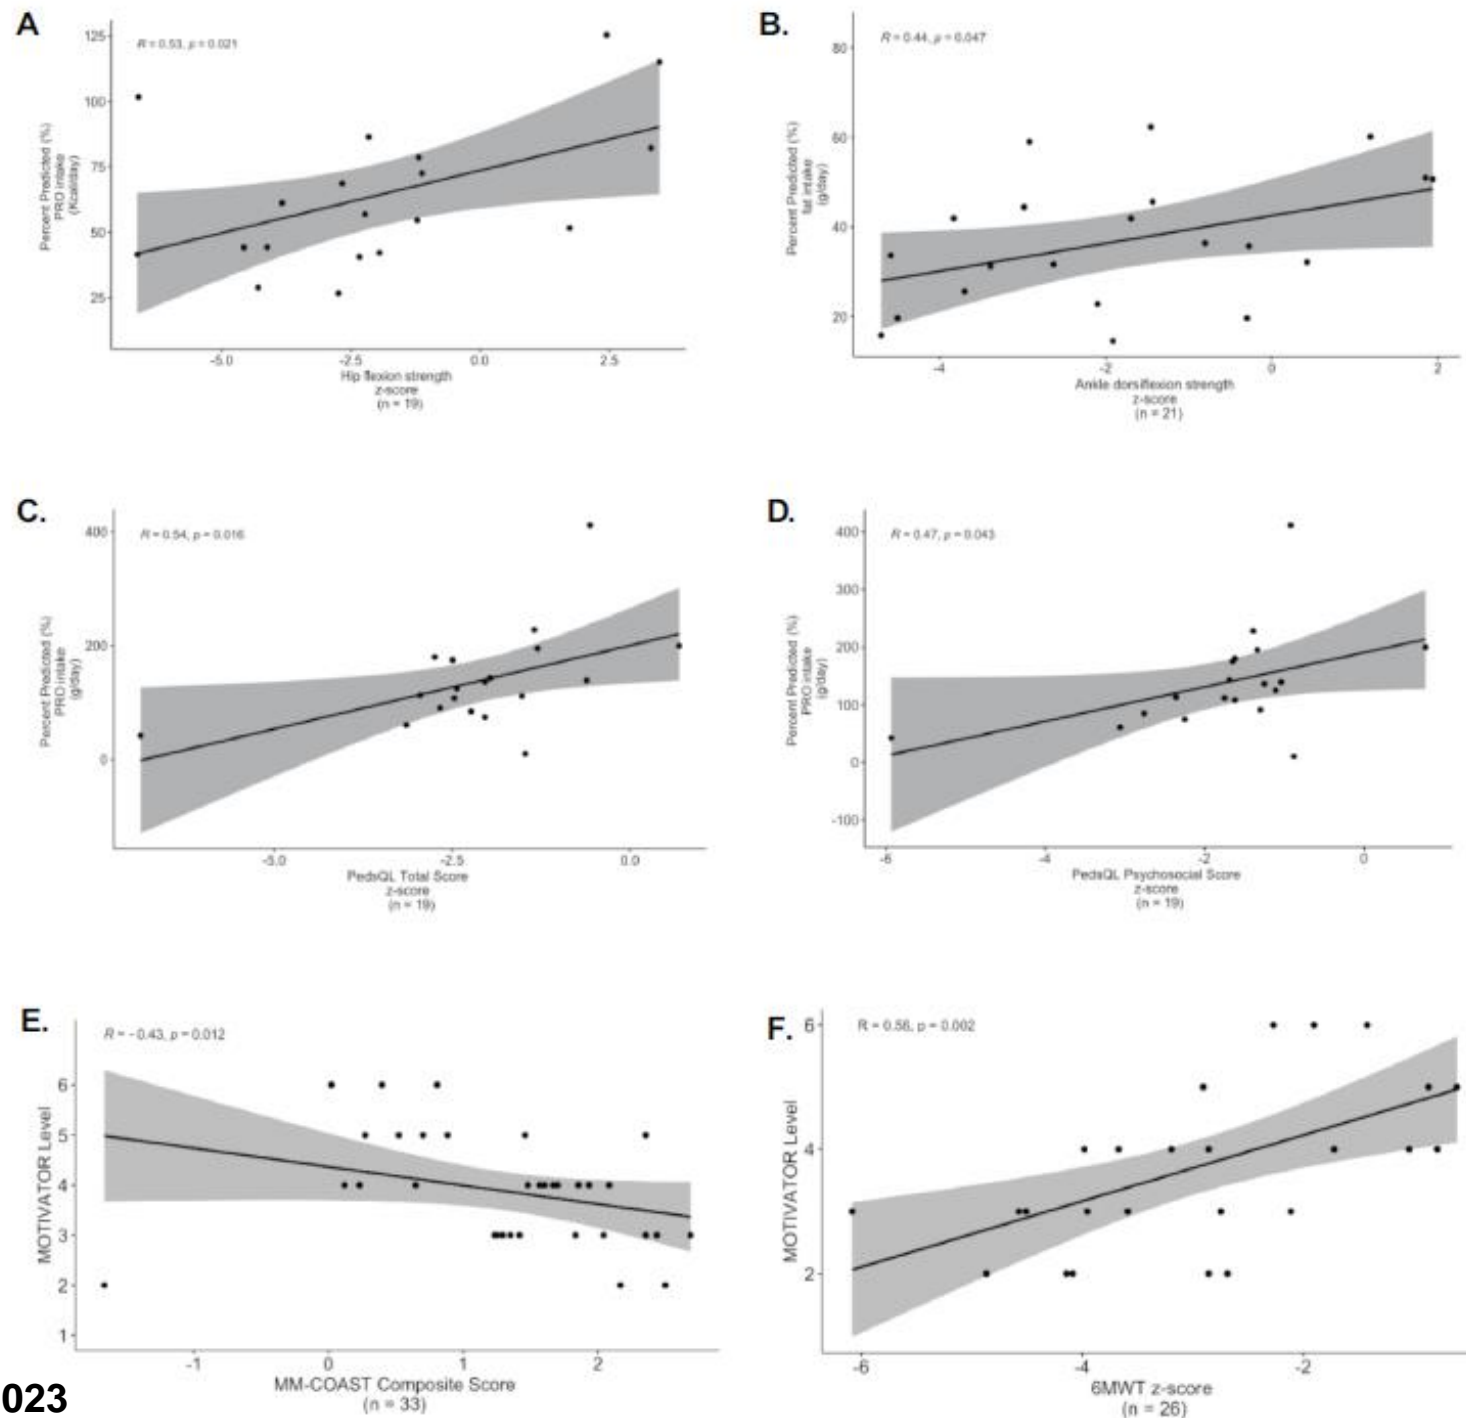 A
R = 0.53, p = 0.021
125
100
75
50
25
Percent Predicted (%)
PRO intake
(Kcal/day)
-5.0 -2.5 0.0 2.5
Hip flexion strength
z-score
(n = 19)
B.
R = 0.44, p = 0.047
80
60
40
20
Percent Predicted (%)
fat intake
(g/day)
-4 -2 0 2
Ankle dorsiflexion strength
z-score
(n = 21)
C.
R = 0.54, p = 0.016
400
200
0
Percent Predicted (%)
PRO intake
(g/day)
-5.0 -2.5 0.0
PedsQL Total Score
z-score
(n = 19)
D.
R = 0.47, p = 0.043
400
300
200
100
0
-100
Percent Predicted (%)
PRO intake
(g/day)
-6 -4 -2 0
PedsQL Psychosocial Score
z-score
(n = 19)
E.
R = -0.43, p = 0.012
6
5
4
3
2
1
MOTIVATOR Level
-1 0 1 2
MM-COAST Composite Score
(n = 33)
F.
R = 0.56, p = 0.002
6
4
2
MOTIVATOR Level
-6 -4 -2
6MWT z-score
(n = 26)
023